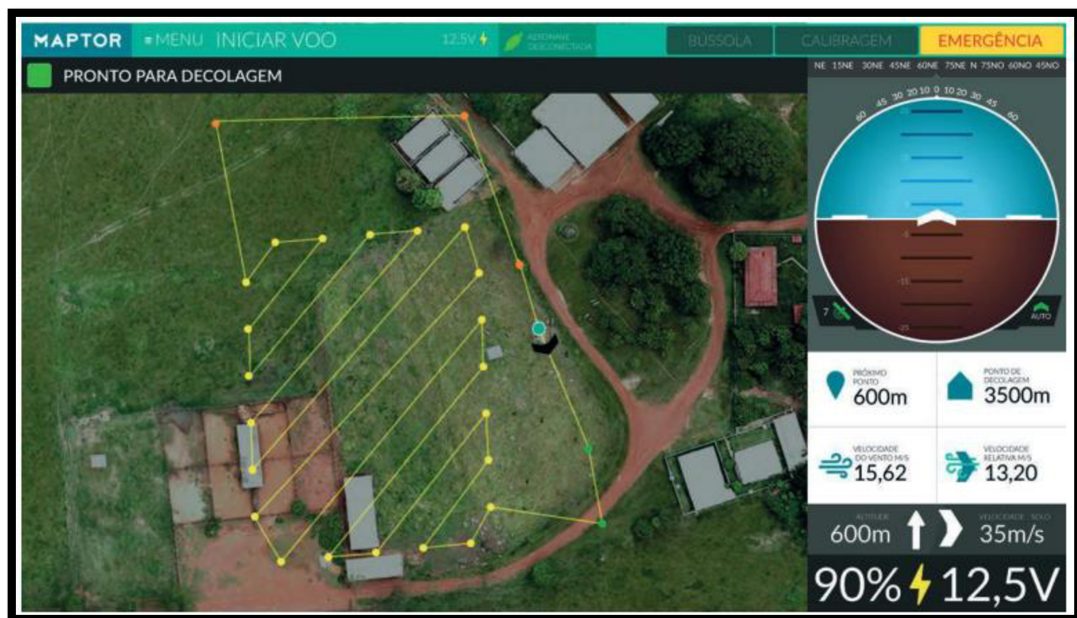 MAPTOR
≡ MENU INICIAR VOO
12.5V
AERONAVE
DESCONECTADA
BÚSSOLA
CALIBRAGEM
EMERGÊNCIA
PRONTO PARA DECOLAGEM
NE 15NE 30NE 45NE 60NE 75NE N 75NO 60NO 45NO
60 45 30 20 10 0 10 20 30 45 60
-5
-15
-25
7
AUTO
PRÓXIMO
PONTO
600m
PONTO DE
DECOLAGEM
3500m
VELOCIDADE
DO VENTO M/S
15,62
VELOCIDADE
RELATIVA M/S
13,20
ALTITUDE
600m
VELOCIDADE SOLO
35m/s
90% 12,5V